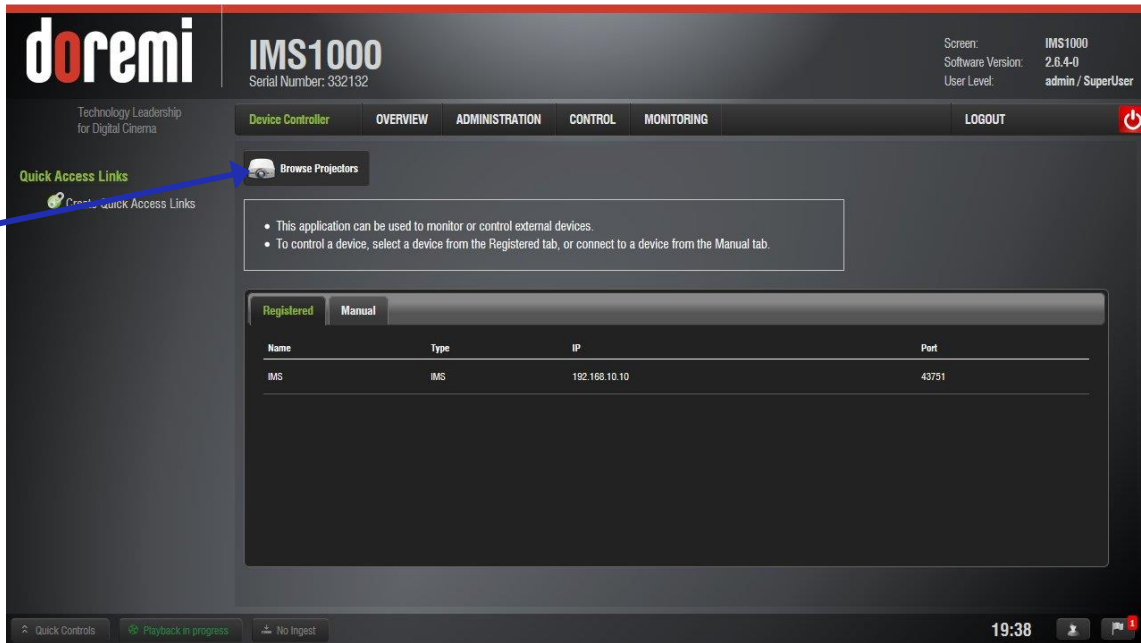 doremi
Technology Leadership
for Digital Cinema
IMS1000
Serial Number: 332132
Screen: IMS1000
Software Version: 2.6.4-0
User Level: admin / SuperUser
Device Controller OVERVIEW ADMINISTRATION CONTROL MONITORING LOGOUT
Quick Access Links
Create Quick Access Links
Browse Projectors
• This application can be used to monitor or control external devices.
• To control a device, select a device from the Registered tab, or connect to a device from the Manual tab.
Registered Manual
Name Type IP Port
IMS IMS 192.168.10.10 43751
Quick Controls Playback in progress No Ingest 19:38 1